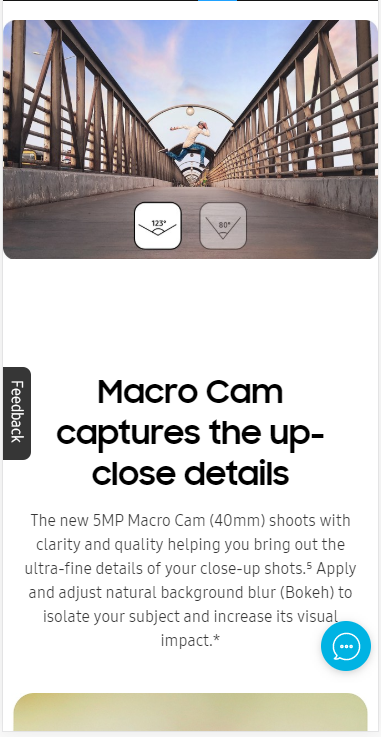 123°
80°
Feedback
Macro Cam
captures the up-
close details
The new 5MP Macro Cam (40mm) shoots with
clarity and quality helping you bring out the
ultra-fine details of your close-up shots.⁵ Apply
and adjust natural background blur (Bokeh) to
isolate your subject and increase its visual
impact.*